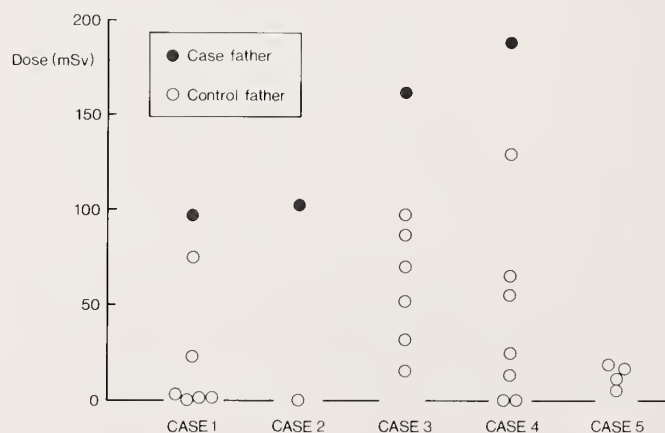 200
Dose (mSv)
Case father
Control father
150
100
50
0
CASE 1
CASE 2
CASE 3
CASE 4
CASE 5